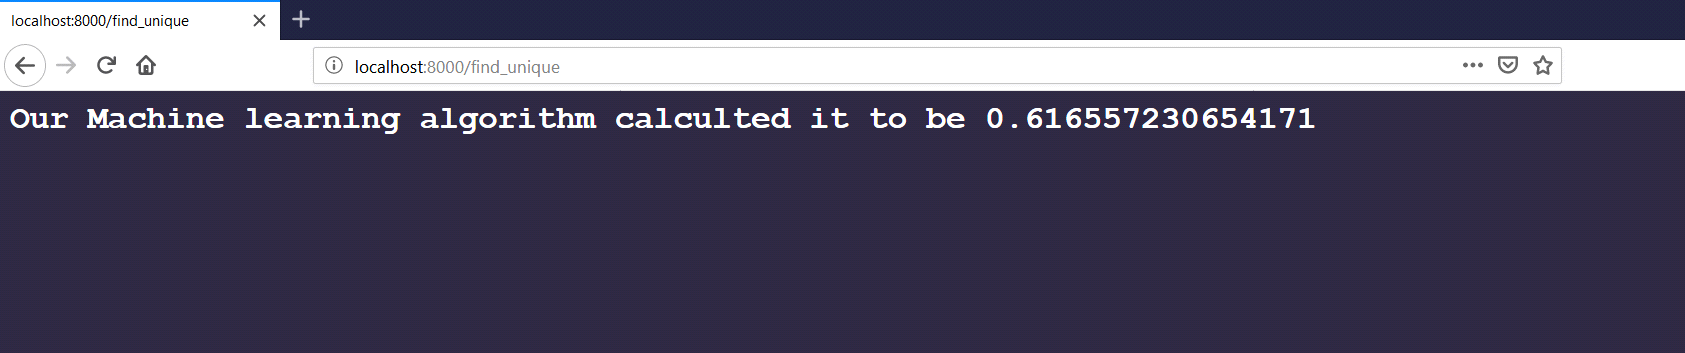 localhost:8000/find_unique
localhost:8000/find_unique
Our Machine learning algorithm calculted it to be 0.616557230654171